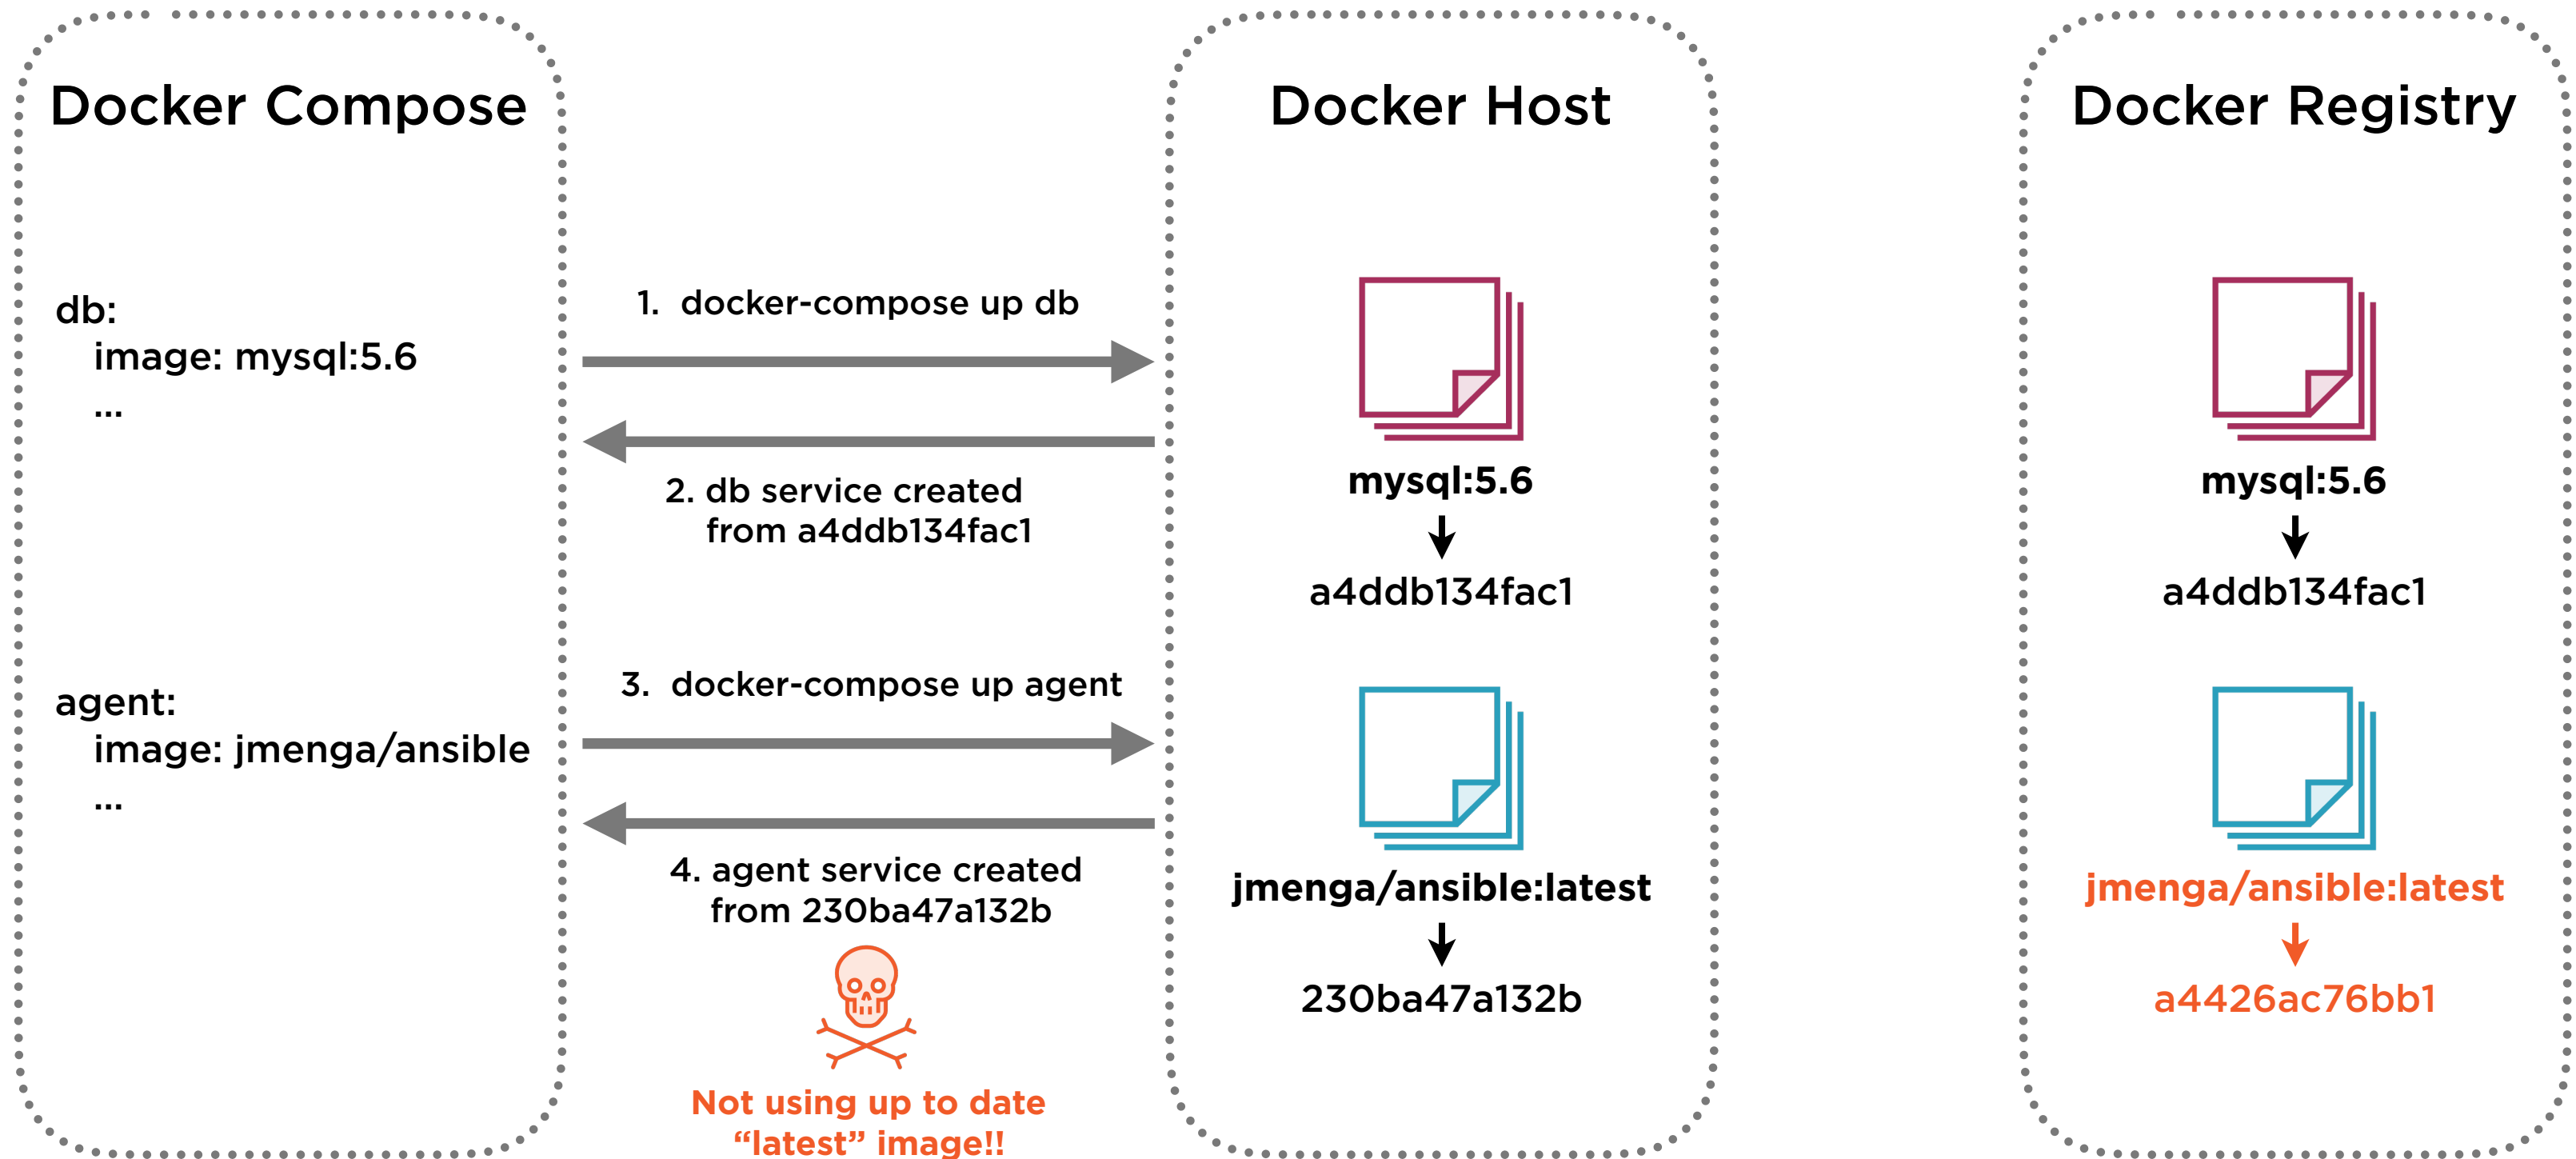 Docker Compose
db:
image: mysql:5.6
...
agent:
image: jmenga/ansible
...
1. docker-compose up db
2. db service created
from a4ddb134fac1
3. docker-compose up agent
4. agent service created
from 230ba47a132b
Not using up to date
“latest” image!!
Docker Host
mysql:5.6
a4ddb134fac1
jmenga/ansible:latest
230ba47a132b
Docker Registry
mysql:5.6
a4ddb134fac1
jmenga/ansible:latest
a4426ac76bb1